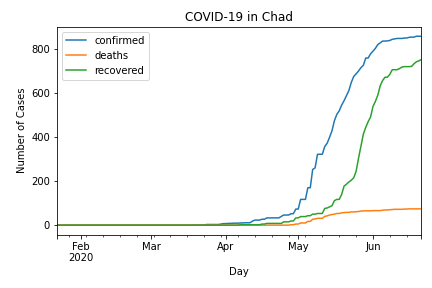 COVID-19 in Chad
confirmed
deaths
recovered
Number of Cases
800
600
400
200
0
Feb
2020
Mar
Apr
May
Jun
Day